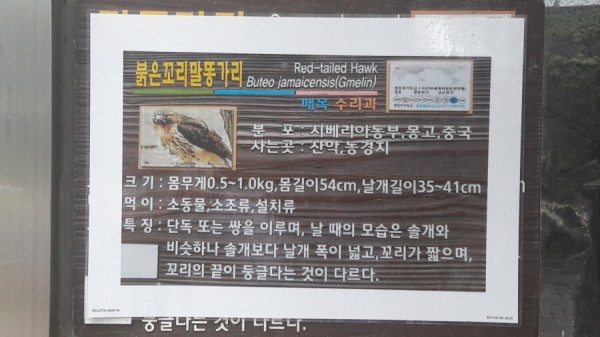 붉은꼬리말똥가리
Red-tailed Hawk
Buteo jamaicensis(Gmelin)
매목 수리과
분 포 : 시베리아동부,몽고,중국
사는곳 : 산악,농경지
크 기 : 몸무게0.5~1.0kg,몸길이54cm,날개길이35~41cm
먹 이 : 소동물,소조류,설치류
특 징 : 단독 또는 쌍을 이루며, 날 때의 모습은 솔개와
비슷하나 솔개보다 날개 폭이 넓고,꼬리가 짧으며,
꼬리의 끝이 둥글다는 것이 다르다.
둥글다는 것이 다르다.